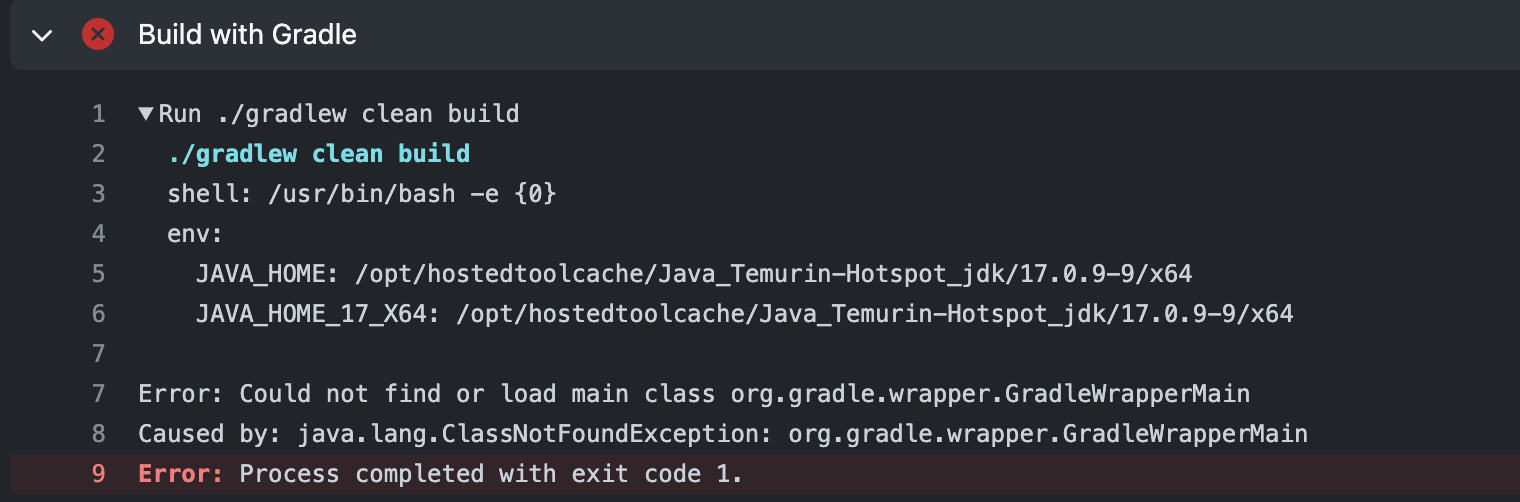 Build with Gradle
1 ▼Run ./gradlew clean build
2 ./gradlew clean build
3 shell: /usr/bin/bash -e {0}
4 env:
5 JAVA_HOME: /opt/hostedtoolcache/Java_Temurin-Hotspot_jdk/17.0.9-9/x64
6 JAVA_HOME_17_X64: /opt/hostedtoolcache/Java_Temurin-Hotspot_jdk/17.0.9-9/x64
7
7 Error: Could not find or load main class org.gradle.wrapper.GradleWrapperMain
8 Caused by: java.lang.ClassNotFoundException: org.gradle.wrapper.GradleWrapperMain
9 Error: Process completed with exit code 1.